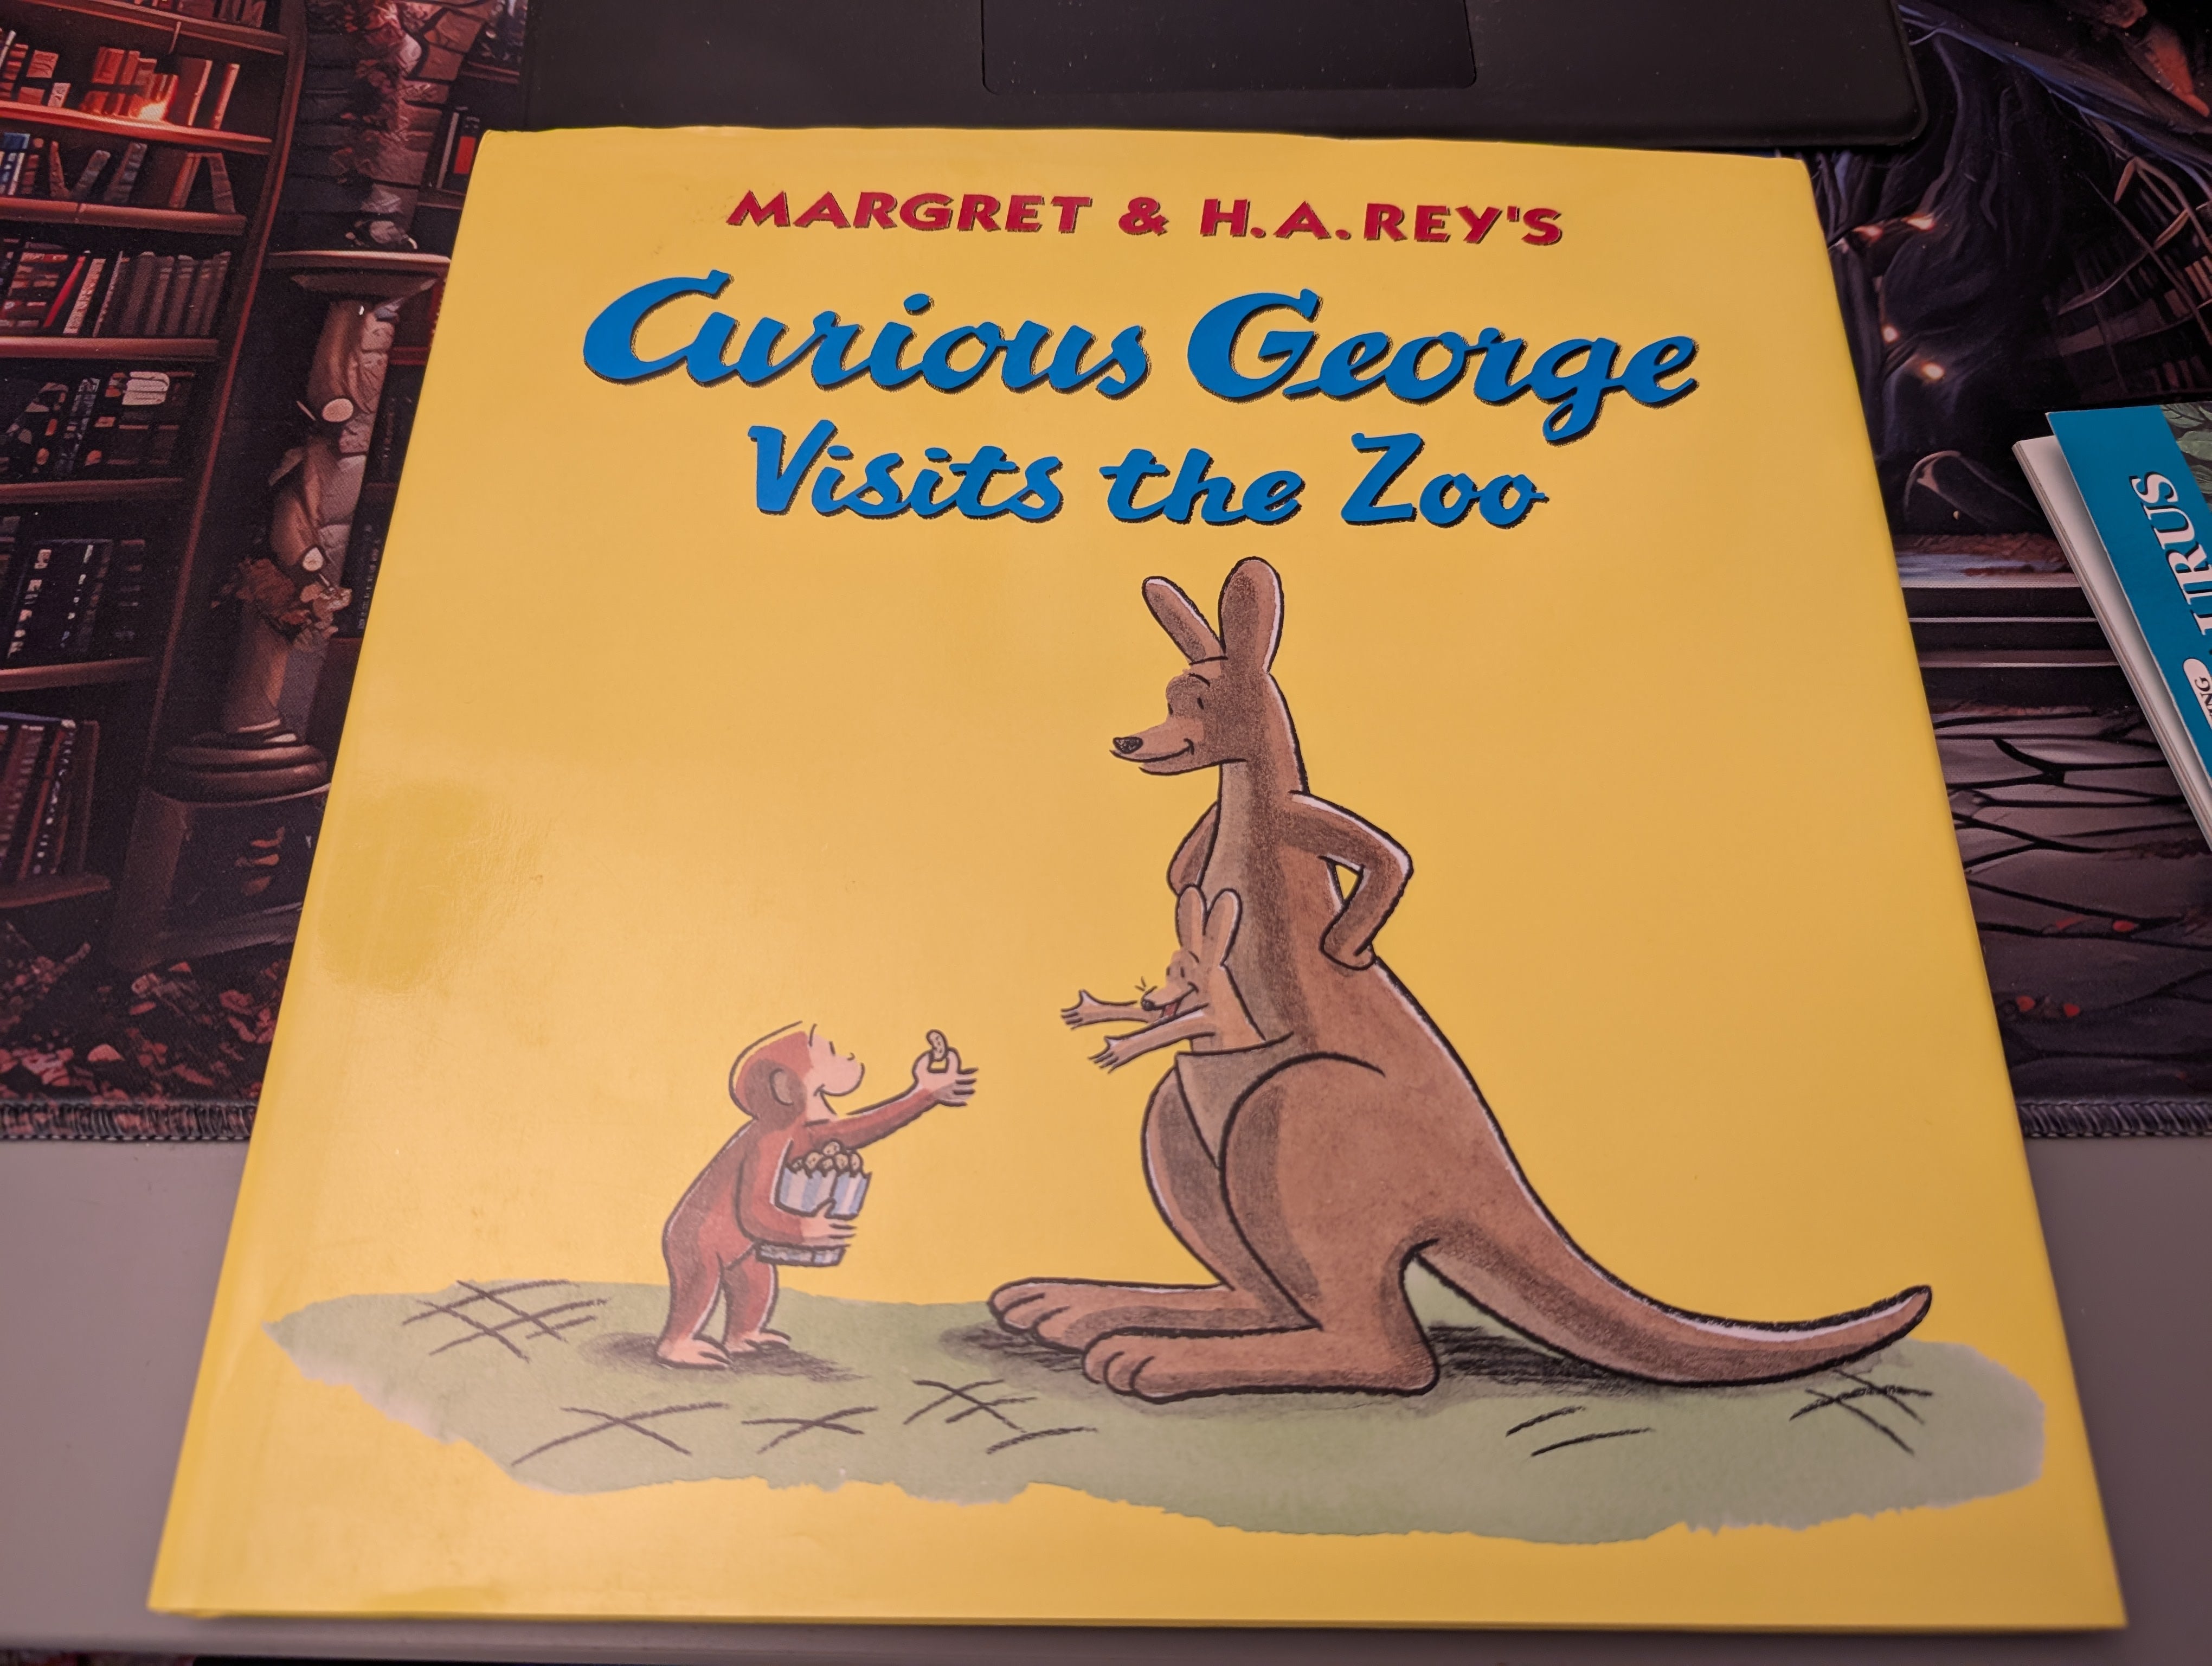 MARGRET & H.A.REY'S
Curious George
Visits the Zoo